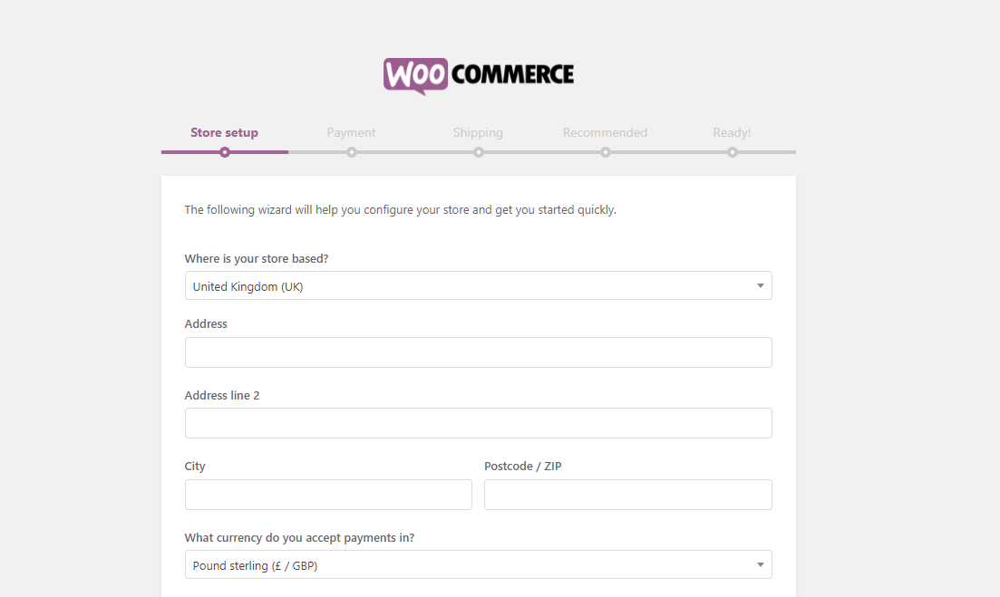 WOO COMMERCE
Store setup Payment Shipping Recommended Ready!
The following wizard will help you configure your store and get you started quickly.
Where is your store based?
United Kingdom (UK)
Address
Address line 2
City Postcode / ZIP
What currency do you accept payments in?
Pound sterling (£ / GBP)